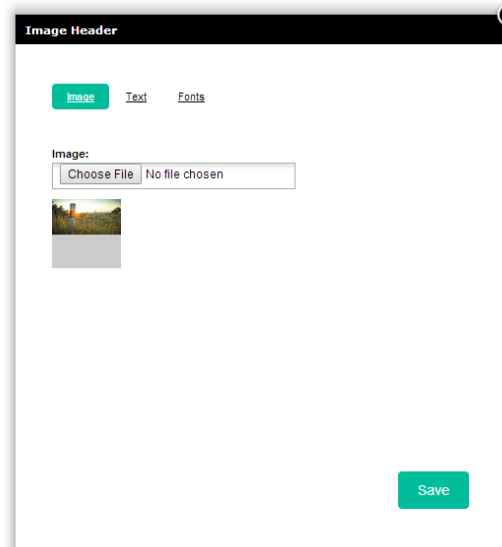 Image Header
Image Text Fonts
Image:
Choose File No file chosen
Save